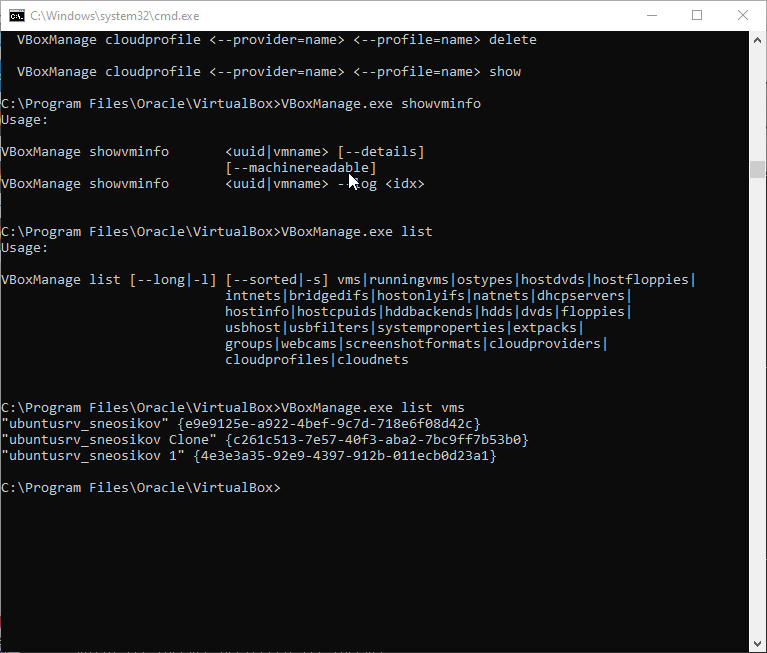 C:\Windows\system32\cmd.exe
VBoxManage cloudprofile <--provider=name> <--profile=name> delete
VBoxManage cloudprofile <--provider=name> <--profile=name> show
C:\Program Files\Oracle\VirtualBox>VBoxManage.exe showvminfo
Usage:
VBoxManage showvminfo       <uuid|vmname> [--details]
                            [--machinereadable]
VBoxManage showvminfo       <uuid|vmname> --log <idx>
C:\Program Files\Oracle\VirtualBox>VBoxManage.exe list
Usage:
VBoxManage list [--long|-l] [--sorted|-s] vms|runningvms|ostypes|hostdvds|hostfloppies|
                            intnets|bridgedifs|hostonlyifs|natnets|dhcpservers|
                            hostinfo|hostcpuids|hddbackends|hdds|dvds|floppies|
                            usbhost|usbfilters|systemproperties|extpacks|
                            groups|webcams|screenshotformats|cloudproviders|
                            cloudprofiles|cloudnets
C:\Program Files\Oracle\VirtualBox>VBoxManage.exe list vms
"ubuntusrv_sneosikov" {e9e9125e-a922-4bef-9c7d-718e6f08d42c}
"ubuntusrv_sneosikov Clone" {c261c513-7e57-40f3-aba2-7bc9ff7b53b0}
"ubuntusrv_sneosikov 1" {4e3e3a35-92e9-4397-912b-011ecb0d23a1}
C:\Program Files\Oracle\VirtualBox>